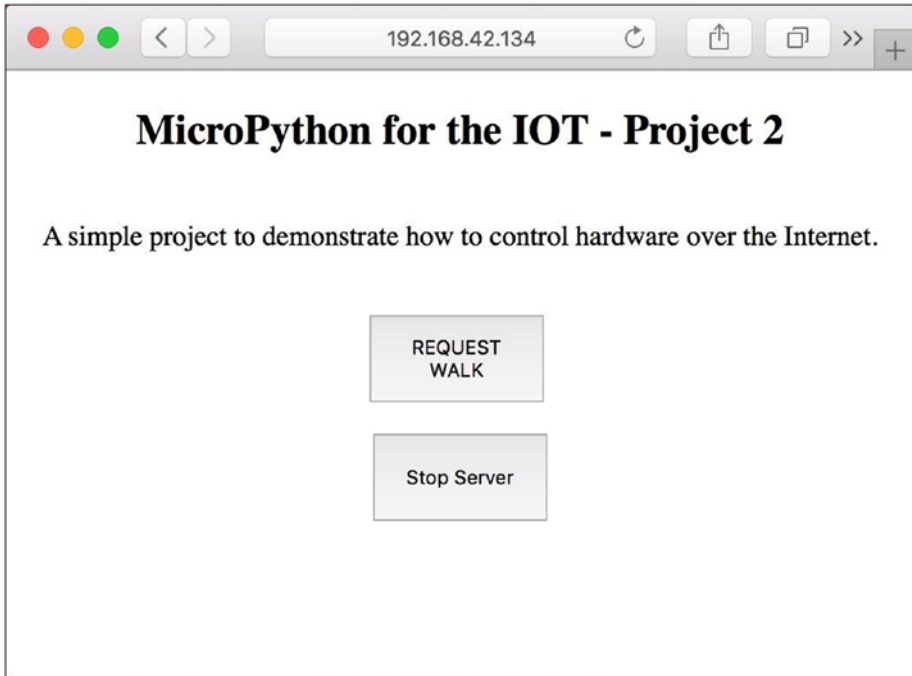 192.168.42.134
MicroPython for the IOT - Project 2
A simple project to demonstrate how to control hardware over the Internet.
REQUEST
WALK
Stop Server